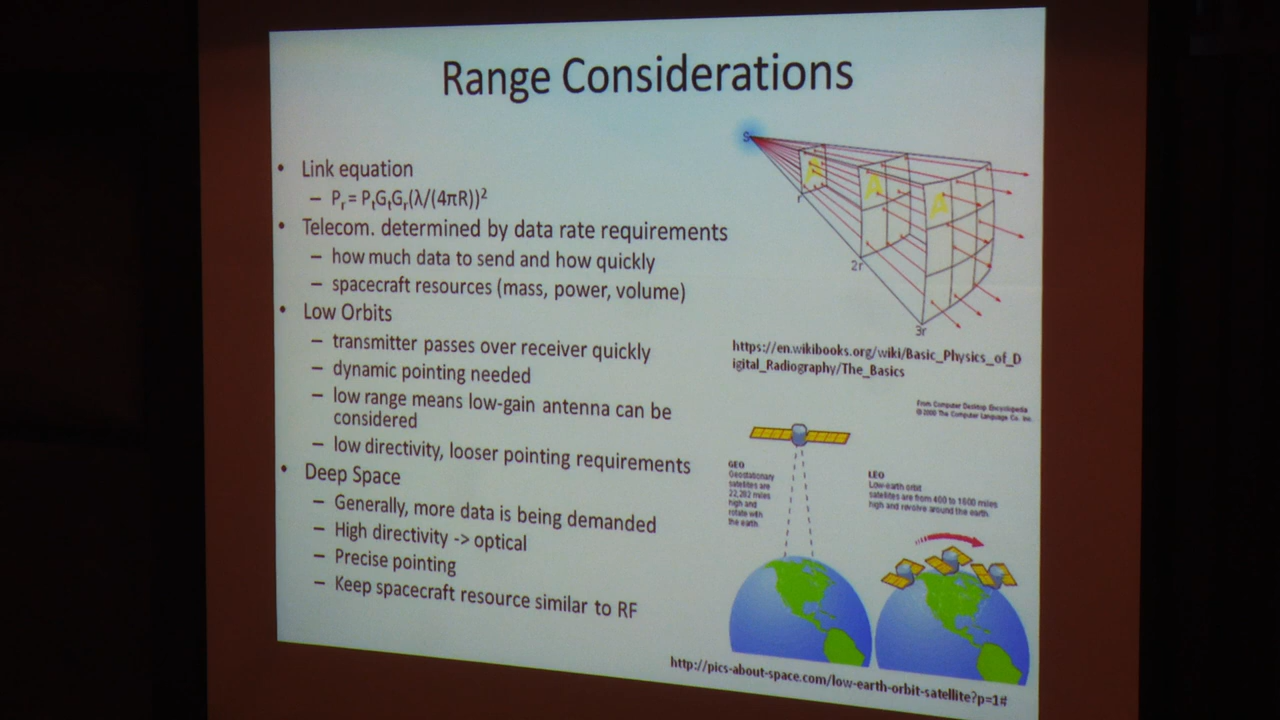 Range Considerations
• Link equation
– Pr = PtGtGr(λ/(4πR))²
• Telecom. determined by data rate requirements
– how much data to send and how quickly
– spacecraft resources (mass, power, volume)
• Low Orbits
– transmitter passes over receiver quickly
– dynamic pointing needed
– low range means low-gain antenna can be
considered
– low directivity, looser pointing requirements
• Deep Space
– Generally, more data is being demanded
– High directivity -> optical
– Precise pointing
– Keep spacecraft resource similar to RF
S
A
A
A
r
2r
3r
https://en.wikibooks.org/wiki/Basic_Physics_of_D
igital_Radiography/The_Basics
From Computer Desktop Encyclopedia
© 2000 The Computer Language Co. Inc.
GEO
Geostationary
satellites are
22,282 miles
high and
rotate with
the earth.
LEO
Low-earth orbit
satellites are from 400 to 1600 miles
high and revolve around the earth.
http://pics-about-space.com/low-earth-orbit-satellite?p=1#